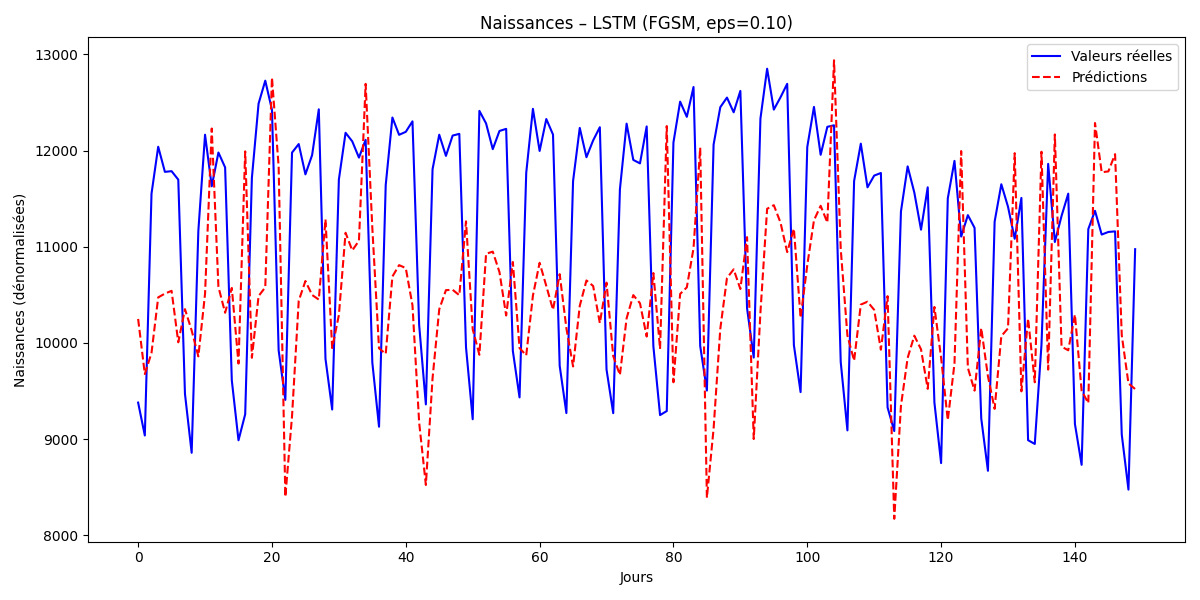 Naissances – LSTM (FGSM, eps=0.10)
Valeurs réelles
Prédictions
Naissances (dénormalisées)
13000
12000
11000
10000
9000
8000
0 20 40 60 80 100 120 140
Jours